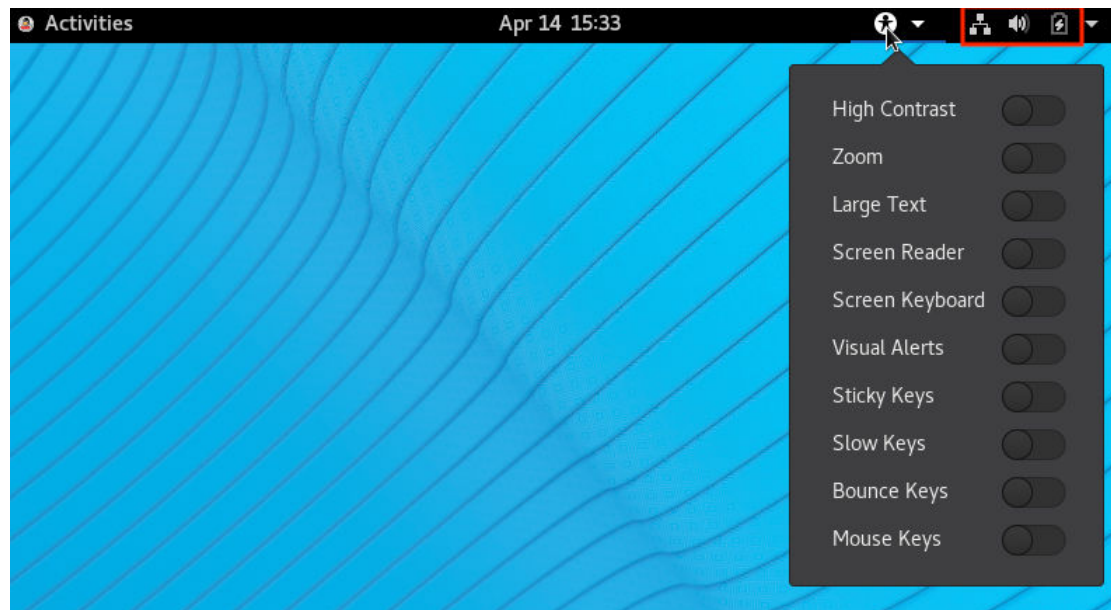 Activities Apr 14 15:33
High Contrast
Zoom
Large Text
Screen Reader
Screen Keyboard
Visual Alerts
Sticky Keys
Slow Keys
Bounce Keys
Mouse Keys